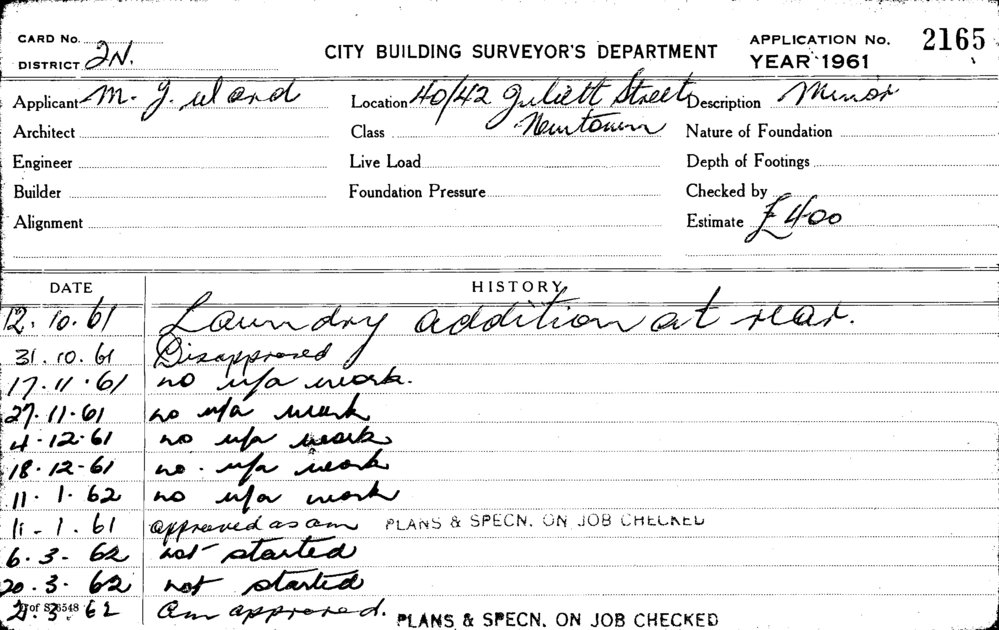 CARD No.
DISTRICT 2N.
CITY BUILDING SURVEYOR'S DEPARTMENT
APPLICATION No. 2165
YEAR 1961
Applicant M. J. Ward
Location 40/42 Juliett Street
Description Minor
Architect
Class Newtown
Nature of Foundation
Engineer
Live Load
Depth of Footings
Builder
Foundation Pressure
Checked by
Alignment
Estimate £400
DATE HISTORY
12.10.61 Laundry addition at rear.
31.10.61 Disapproved
17.11.61 no u/a work.
27.11.61 no u/a work
4.12.61 no u/a work
18.12-61 no. u/a work
11.1.62 no u/a work
11-1.61 approved as am PLANS & SPECN. ON JOB CHECKED
6.3-62 not started
20.3.62 not started
.3.62 Am approved. PLANS & SPECN. ON JOB CHECKED